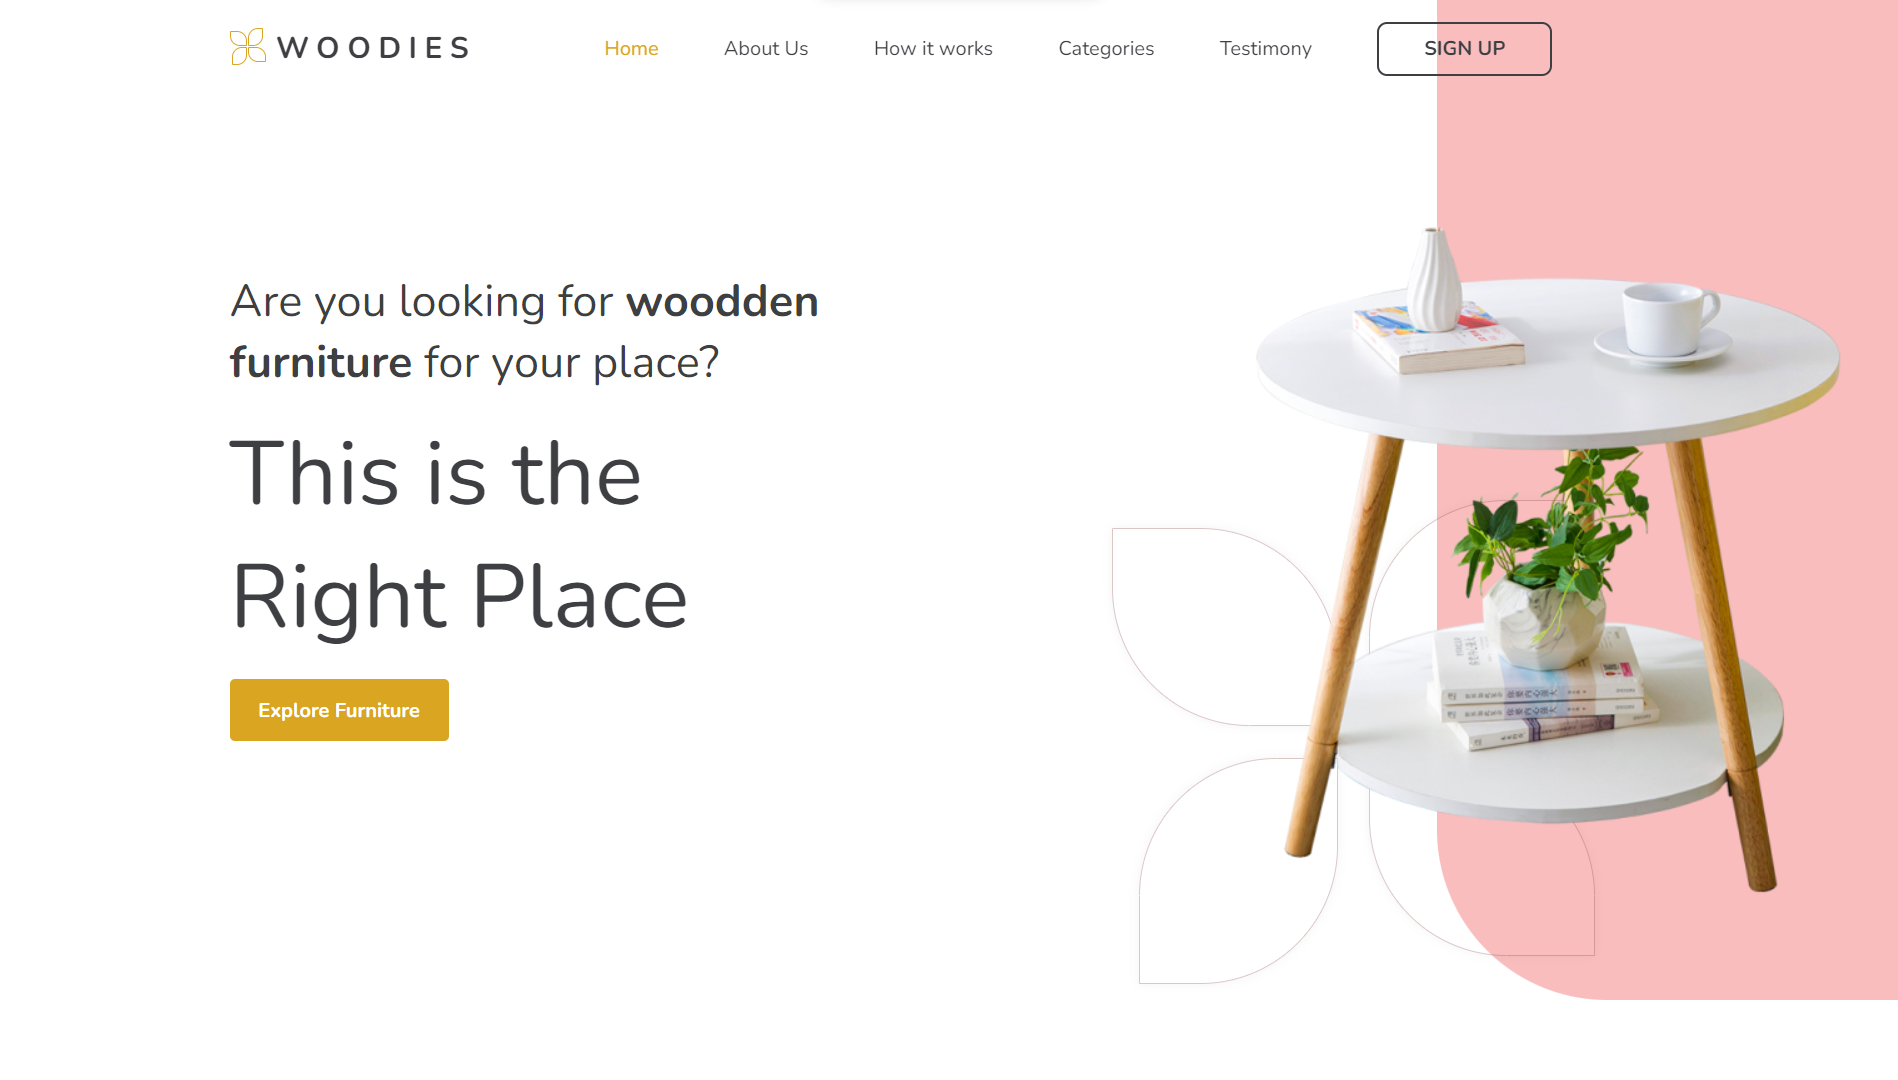 WOODIES
Home
About Us
How it works
Categories
Testimony
SIGN UP
Are you looking for woodden
furniture for your place?
This is the
Right Place
Explore Furniture